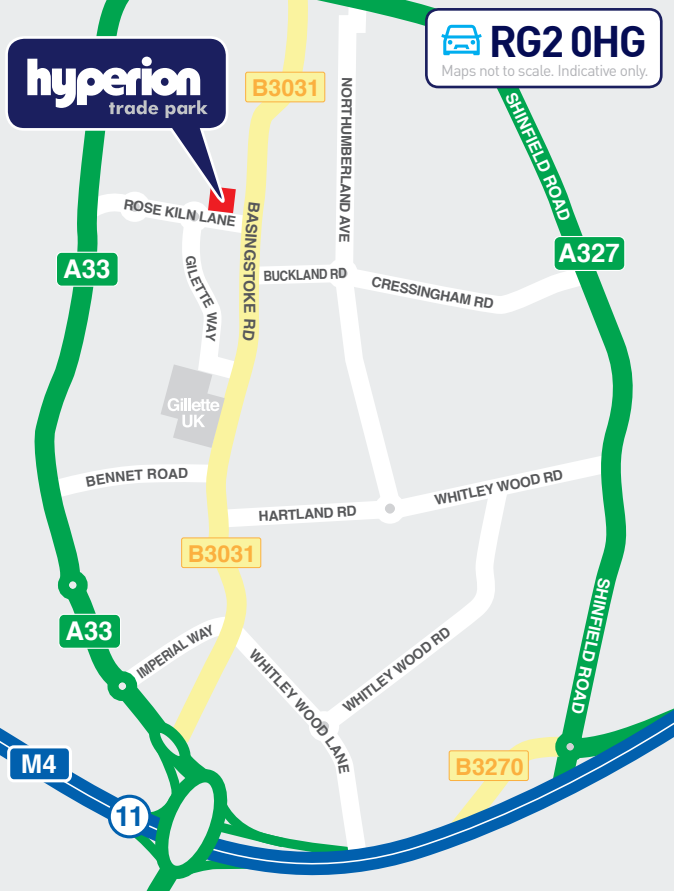 hyperion
trade park
RG2 0HG
Maps not to scale. Indicative only.
B3031
NORTHUMBERLAND AVE
SHINFIELD ROAD
ROSE KILN LANE
BASINGSTOKE RD
A33
GILETTE WAY
BUCKLAND RD
CRESSINGHAM RD
A327
Gillette
UK
BENNET ROAD
HARTLAND RD
WHITLEY WOOD RD
B3031
A33
IMPERIAL WAY
WHITLEY WOOD LANE
WHITLEY WOOD RD
SHINFIELD ROAD
M4
B3270
11